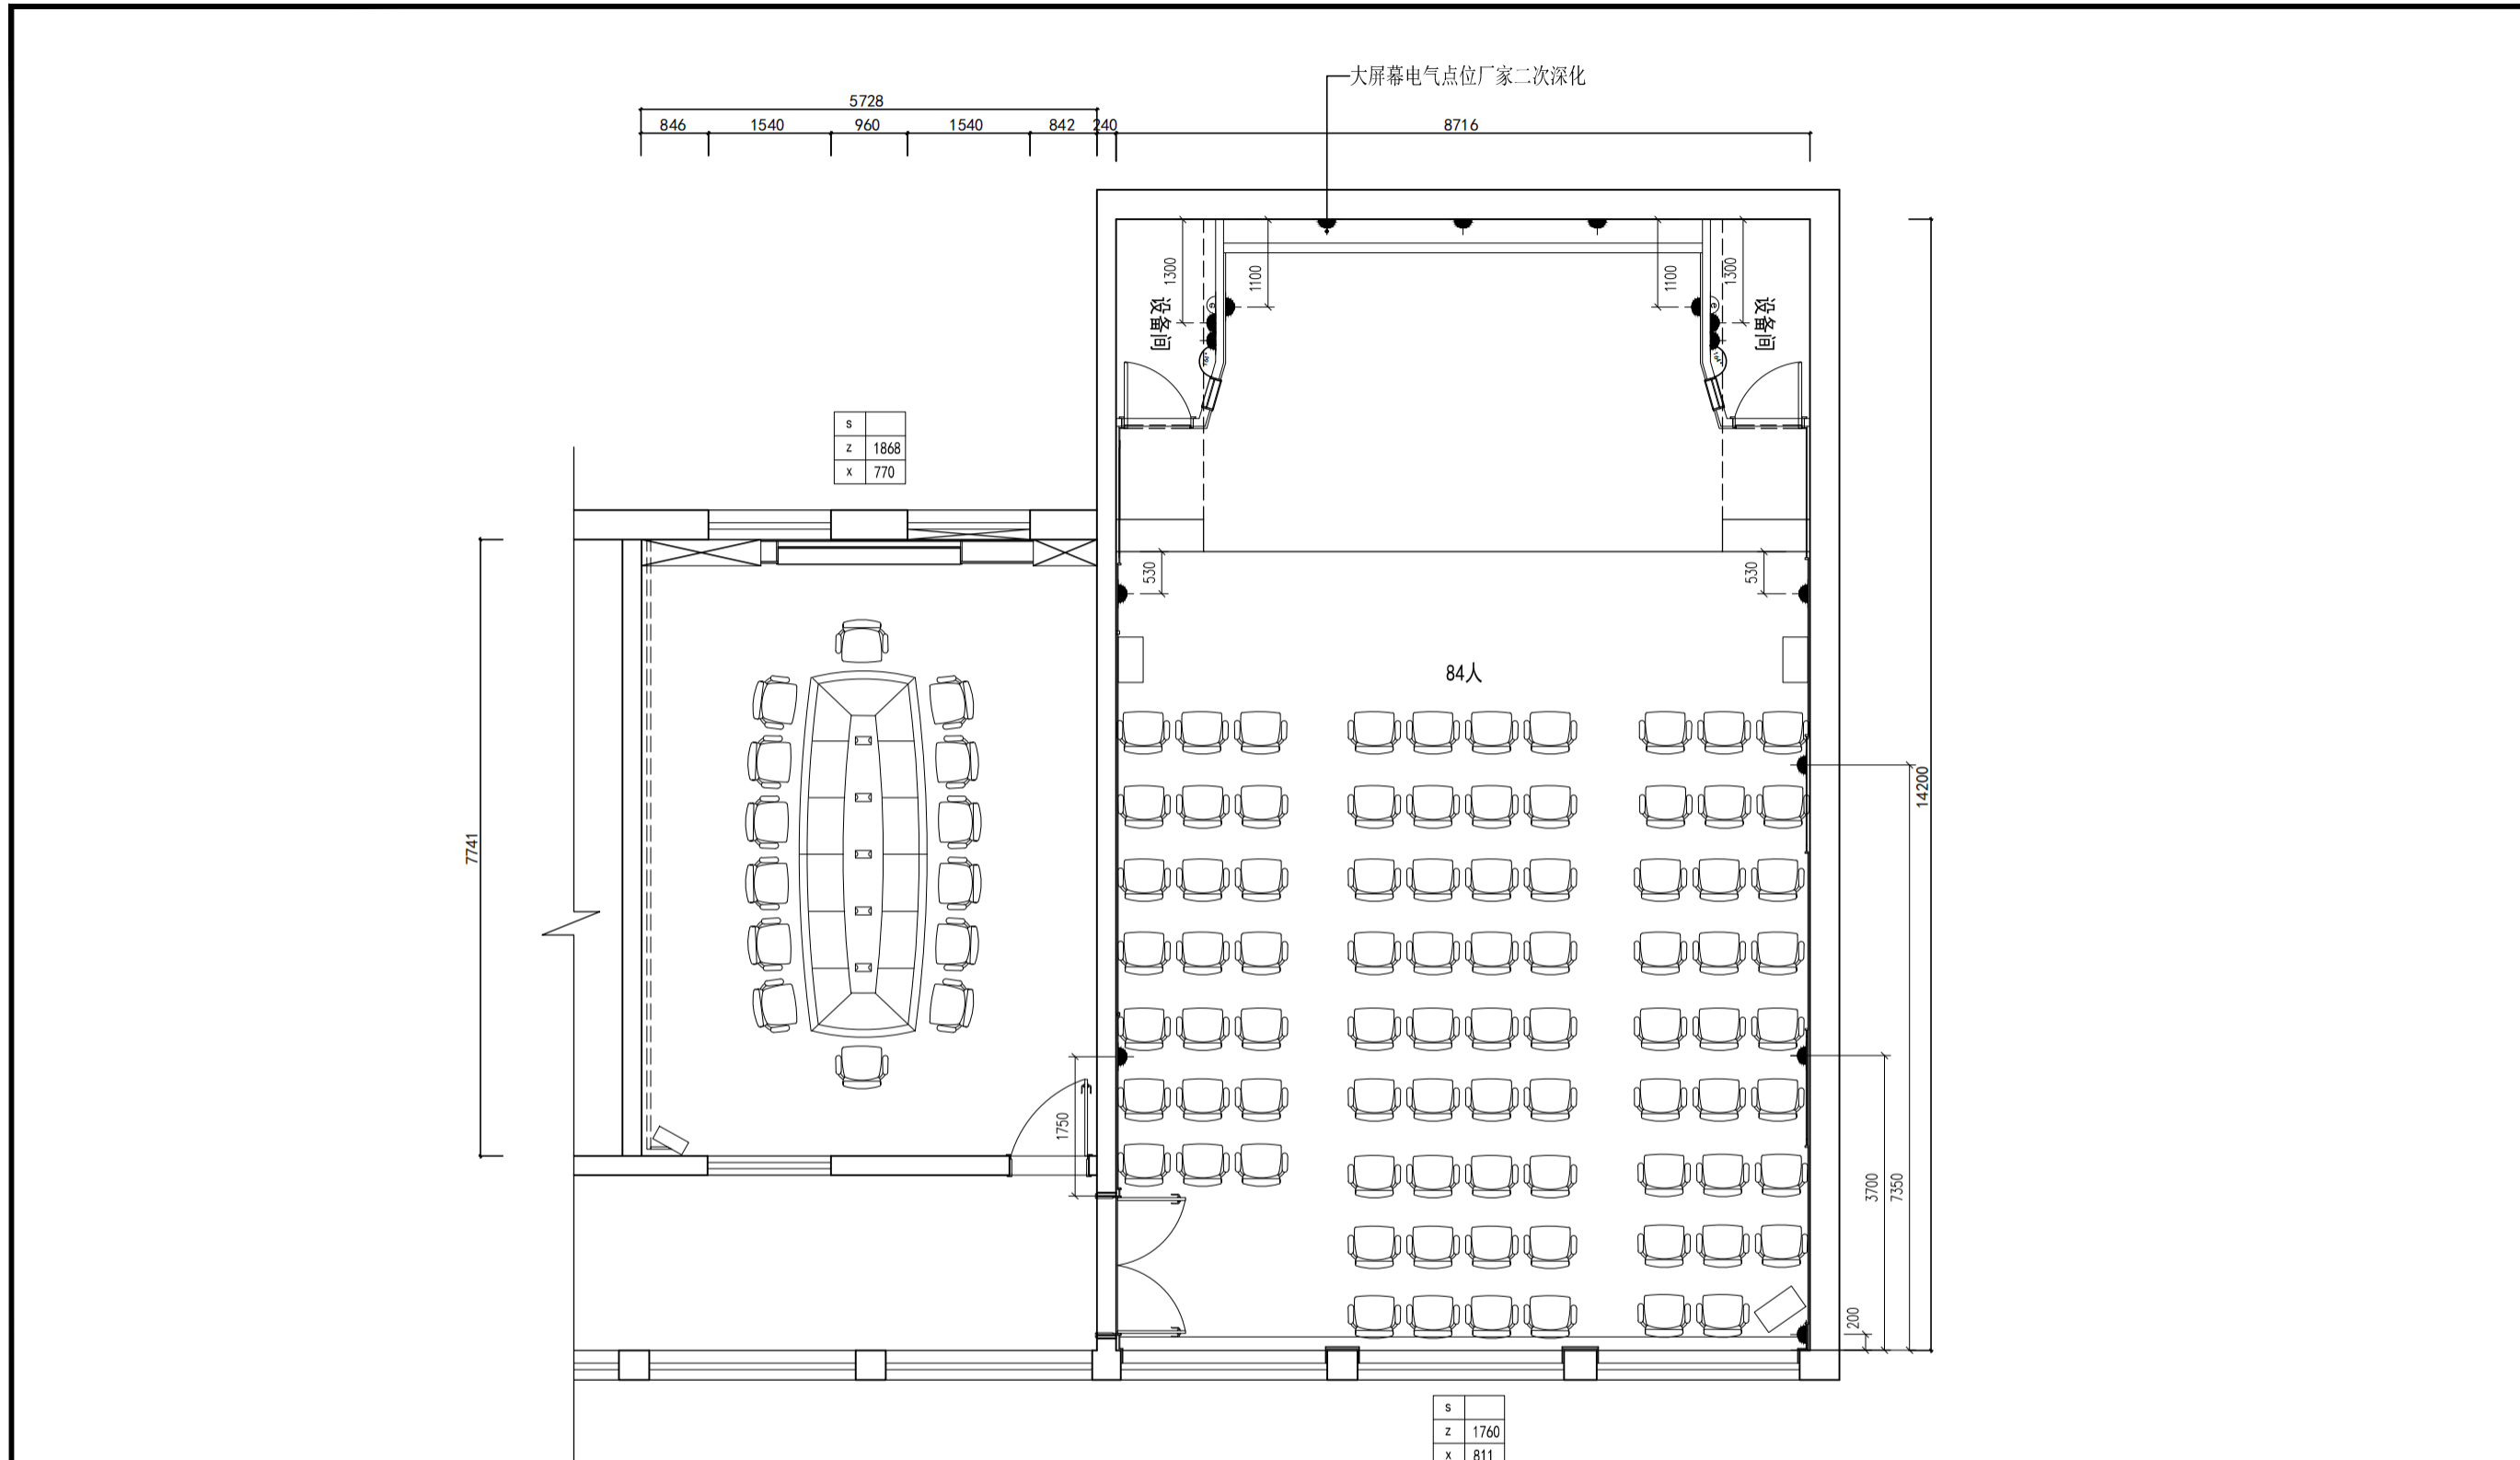 大屏幕电气点位厂家二次深化
5728
846 1540 960 1540 842 240 8716
1300 1100 1100 1300
设备间 设备间
S
Z 1868
X 770
530 530
84人
14200
7741
1750
3700 7350
200
S
Z 1760
X 811